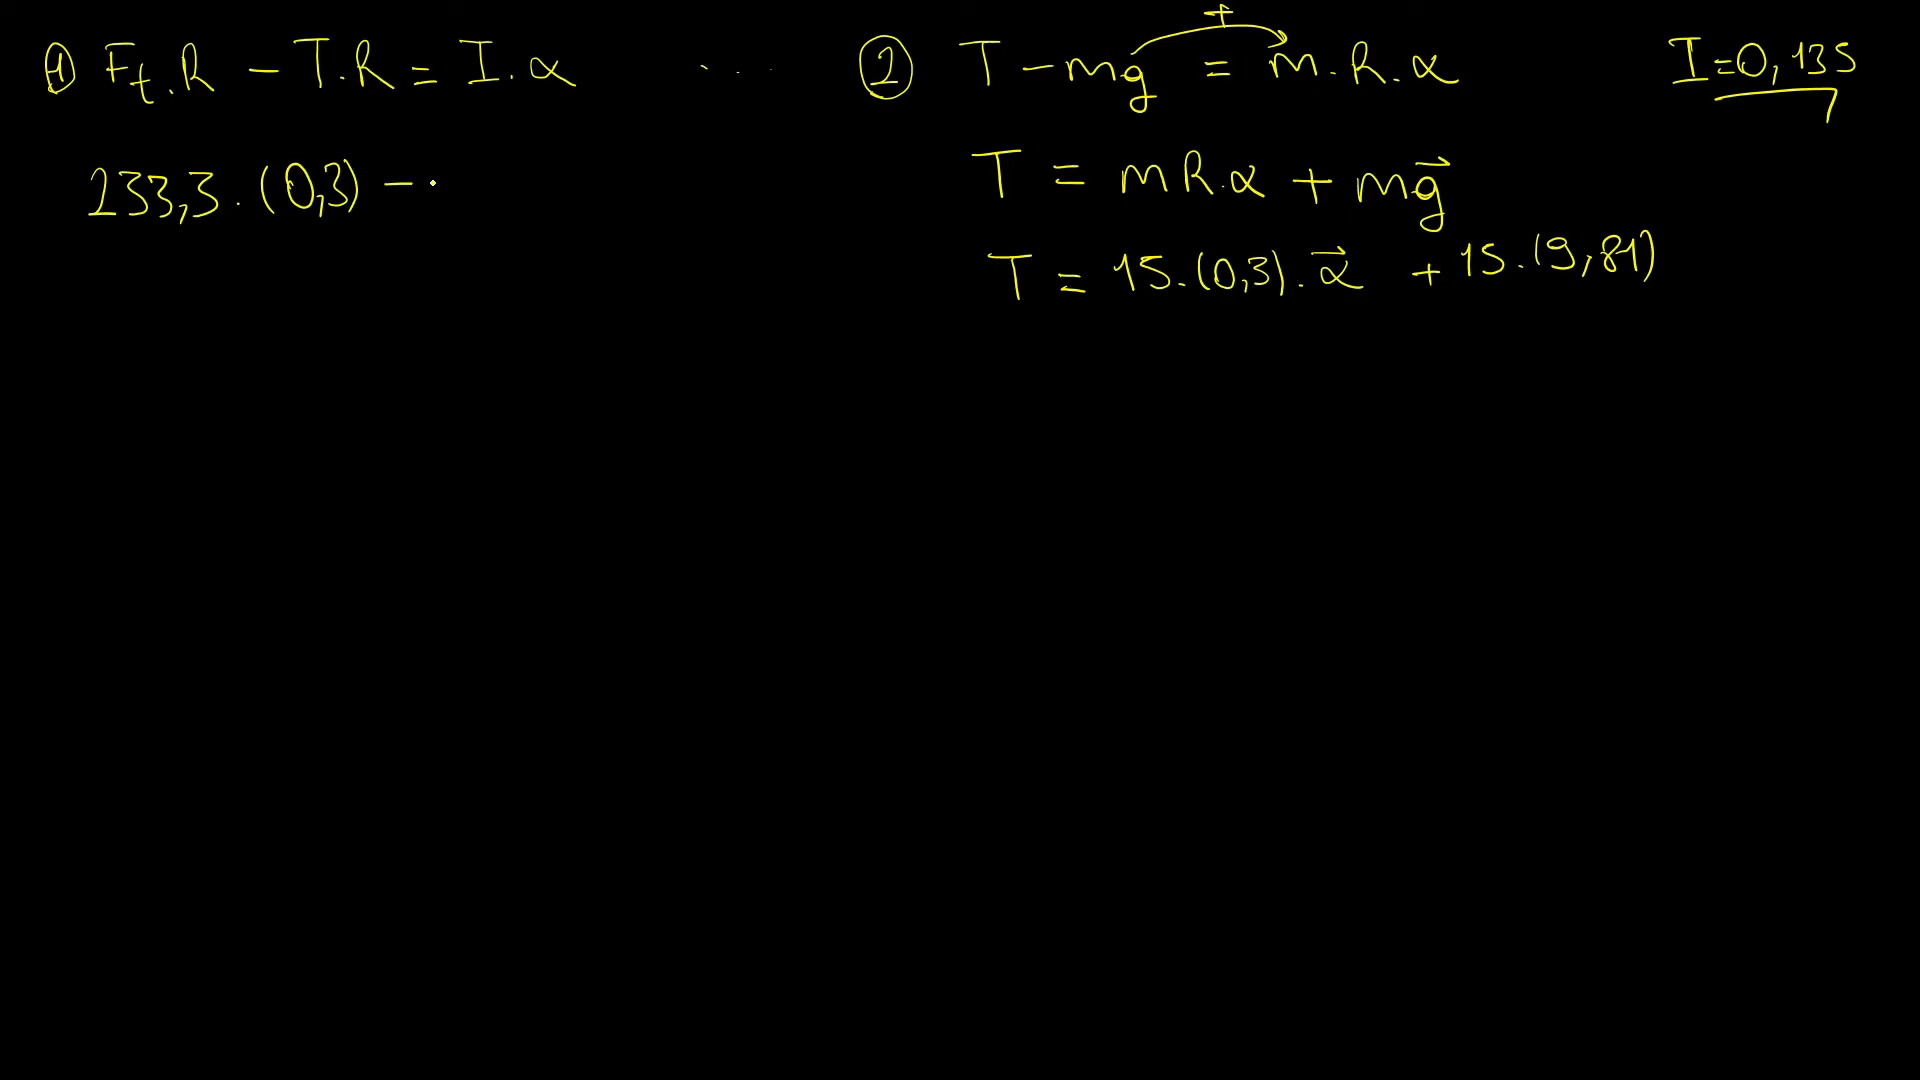 ① Ft.R − T.R = I.α
233,3.(0,3) −
② T − mg = m.R.α
+
T = mR.α + mg⃗
T = 15.(0,3).α⃗ + 15.(9,81)
I=0,135